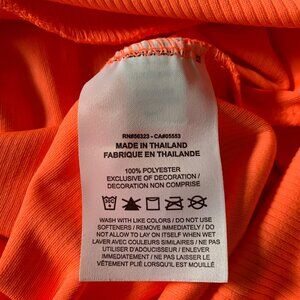 RN#56323 - CA#05553
MADE IN THAILAND
FABRIQUE EN THAILANDE
100% POLYESTER
EXCLUSIVE OF DECORATION /
DECORATION NON COMPRISE
WASH WITH LIKE COLORS / DO NOT USE
SOFTENERS / REMOVE IMMEDIATELY / DO
NOT ALLOW TO LAY ON ITSELF WHEN WET
LAVER AVEC COULEURS SIMILAIRES / NE PAS
UTILISER D'ADOUCISSEUR / ENLEVER
IMMÉDIATEMENT / NE PAS LAISSER LE
VÊTEMENT PLIÉ LORSQU'IL EST MOUILLÉ